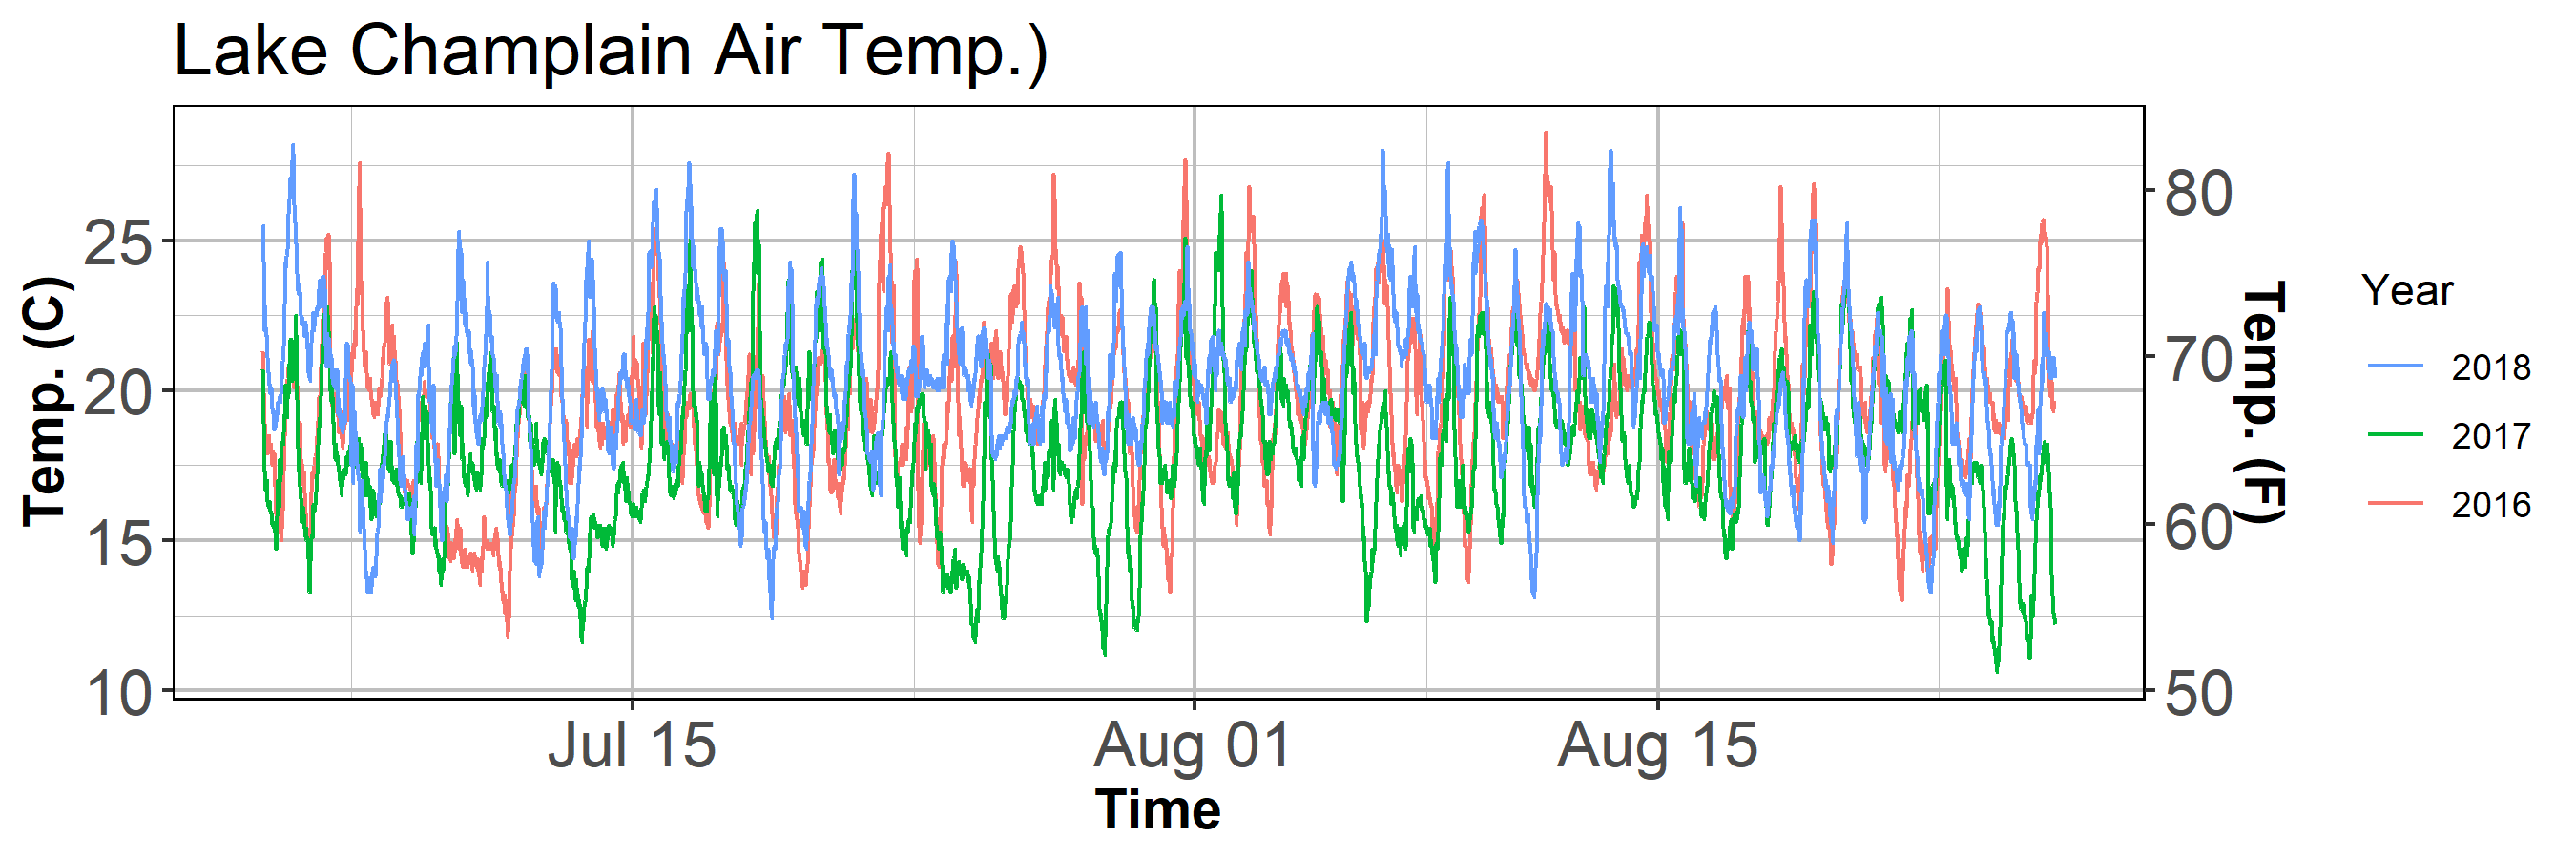 Lake Champlain Air Temp.)
Temp. (C)
25
20
15
10
80
70
60
50
Temp. (F)
Jul 15
Aug 01
Aug 15
Time
Year
2018
2017
2016